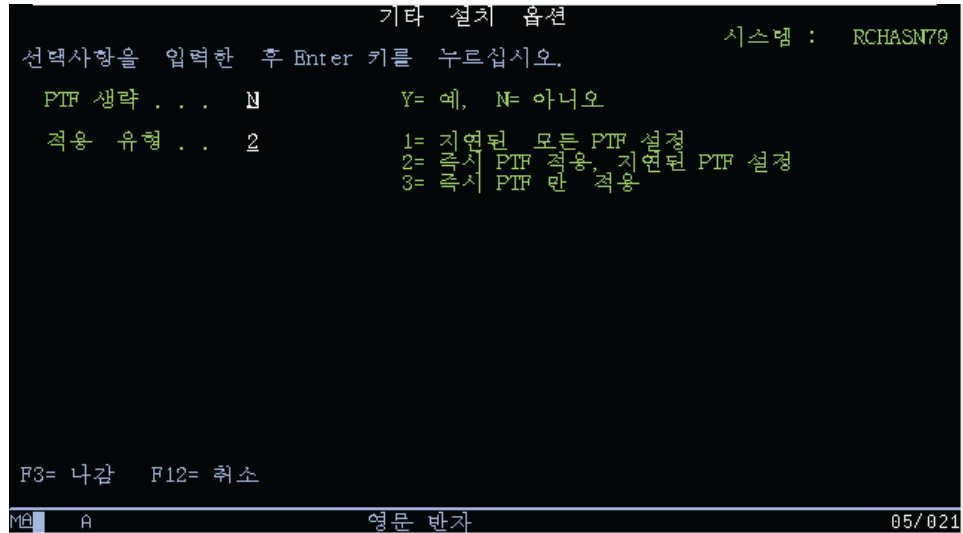 기타 설치 옵션
시스템 : RCHASN79
선택사항을 입력한 후 Enter 키를 누르십시오.
PTF 생략 . . . N Y= 예, N= 아니오
적용 유형 . . 2 1= 지연된 모든 PTF 설정
2= 즉시 PTF 적용, 지연된 PTF 설정
3= 즉시 PTF 만 적용
F3= 나감 F12= 취소
MA A 영문 반자 05/021